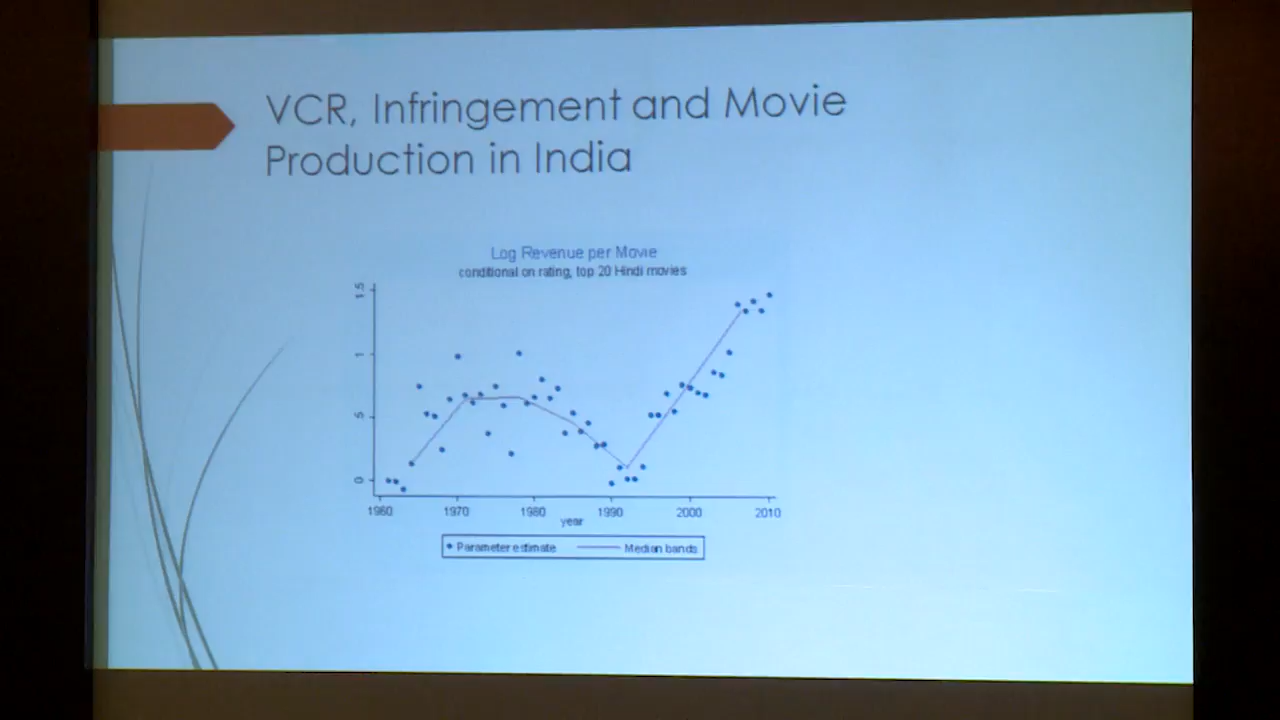 VCR, Infringement and Movie
Production in India
Log Revenue per Movie
conditional on rating, top 20 Hindi movies
1.5
1
.5
0
1960 1970 1980 1990 2000 2010
year
Parameter estimate Median bands